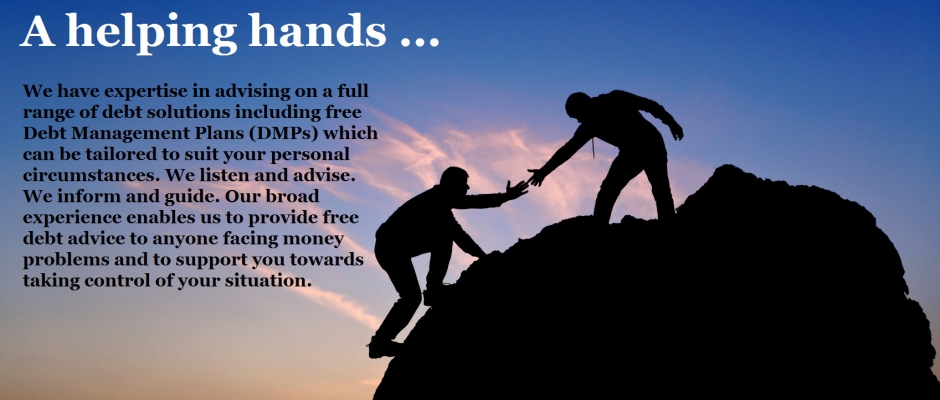 A helping hands ...
We have expertise in advising on a full
range of debt solutions including free
Debt Management Plans (DMPs) which
can be tailored to suit your personal
circumstances. We listen and advise.
We inform and guide. Our broad
experience enables us to provide free
debt advice to anyone facing money
problems and to support you towards
taking control of your situation.